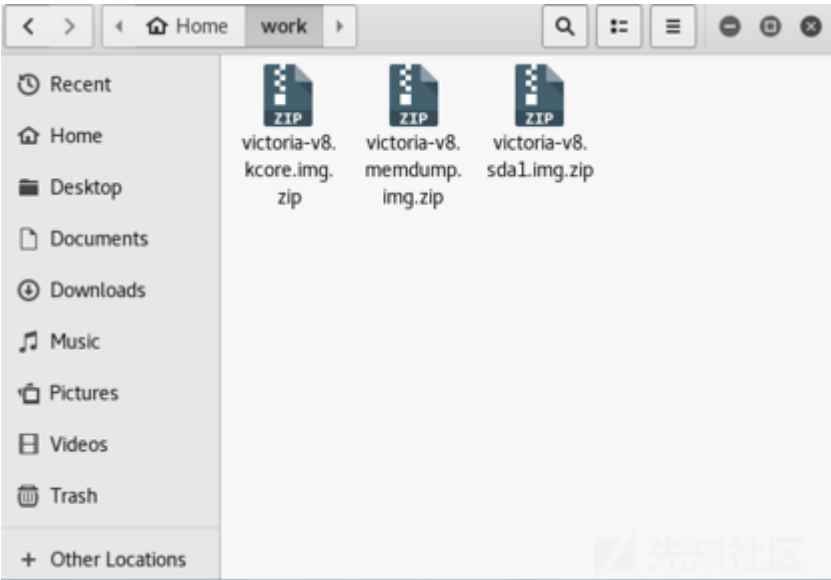 Home work
Recent
Home
Desktop
Documents
Downloads
Music
Pictures
Videos
Trash
+ Other Locations
ZIP ZIP ZIP
victoria-v8. victoria-v8. victoria-v8.
kcore.img. memdump. sda1.img.zip
zip img.zip
先知社区